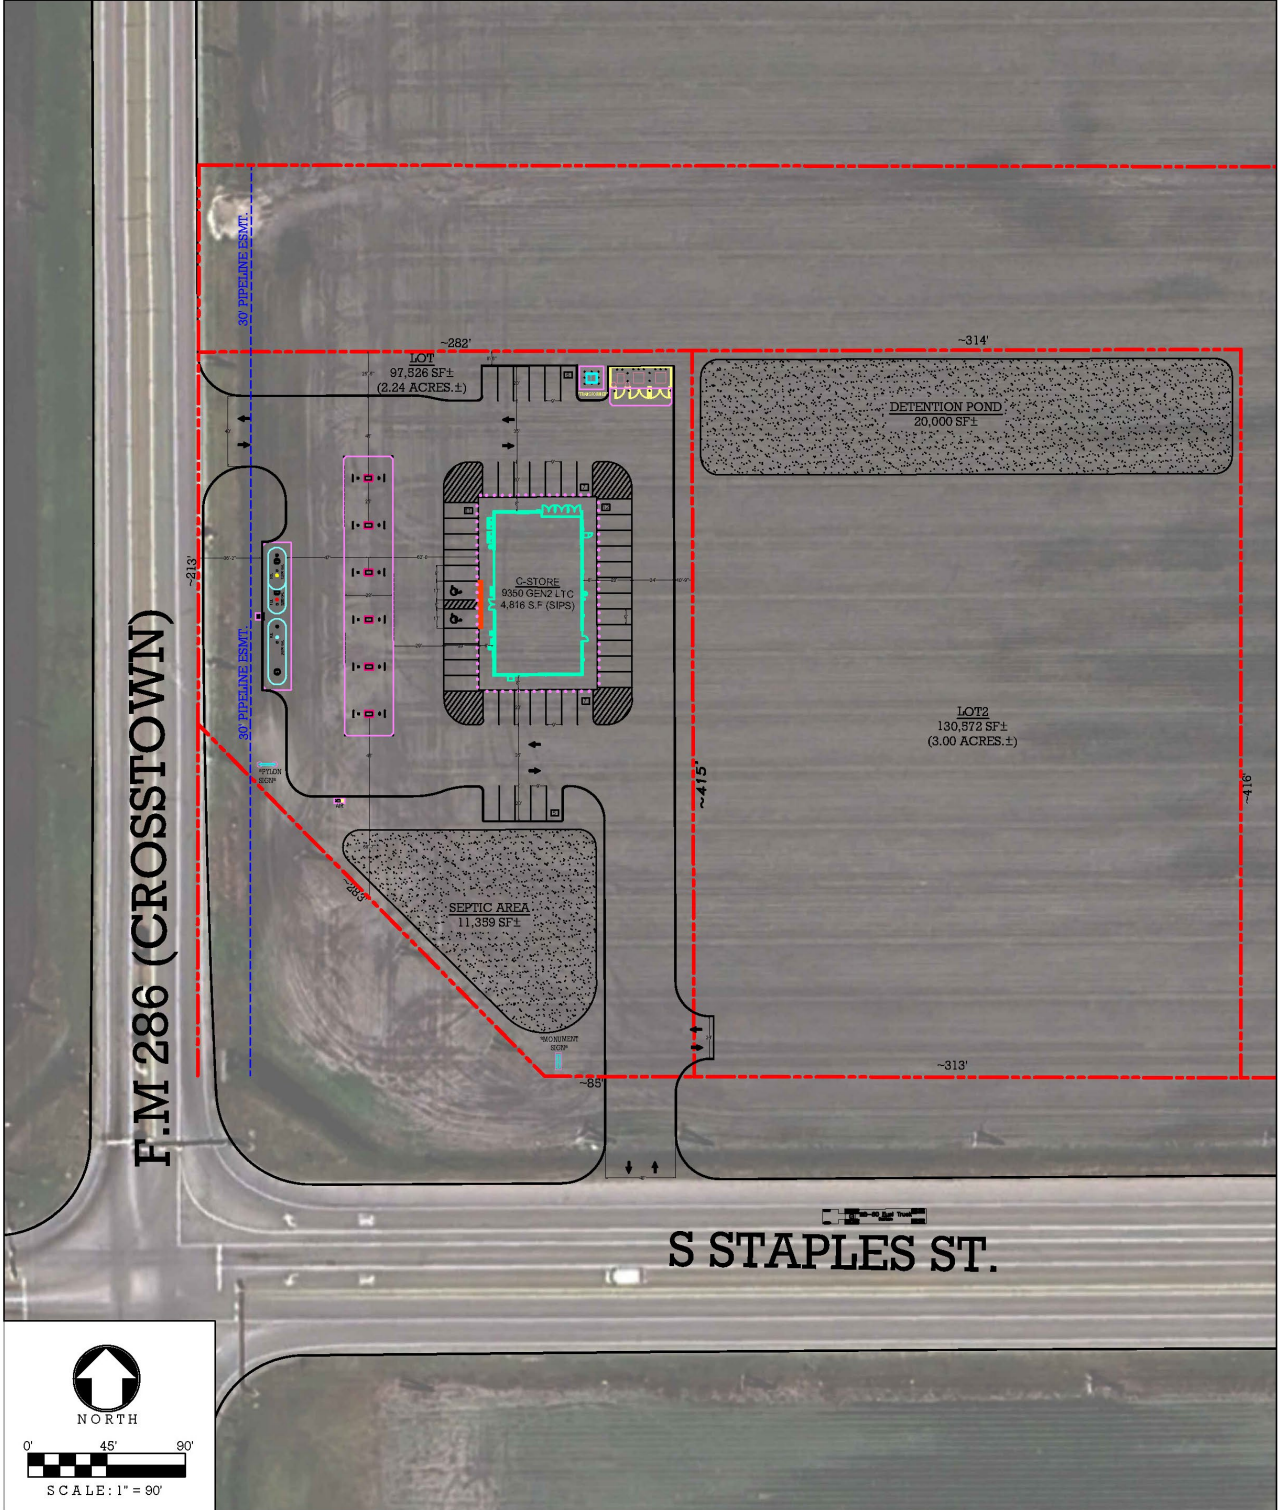 30' PIPELINE ESMT.
~282'
~314'
LOT
97,526 SF±
(2.24 ACRES.±)
DETENTION POND
20,000 SF±
~213'
C-STORE
9350 GEN2 LTC
4,816 S.F (SIPS)
30' PIPELINE ESMT.
LOT2
130,572 SF±
(3.00 ACRES.±)
"PYLON
SIGN"
~415'
~416'
AIR
~283'
SEPTIC AREA
11,359 SF±
F.M 286 (CROSSTOWN)
"MONUMENT
SIGN"
~85'
~313'
S STAPLES ST.
NORTH
0' 45' 90'
SCALE: 1" = 90'